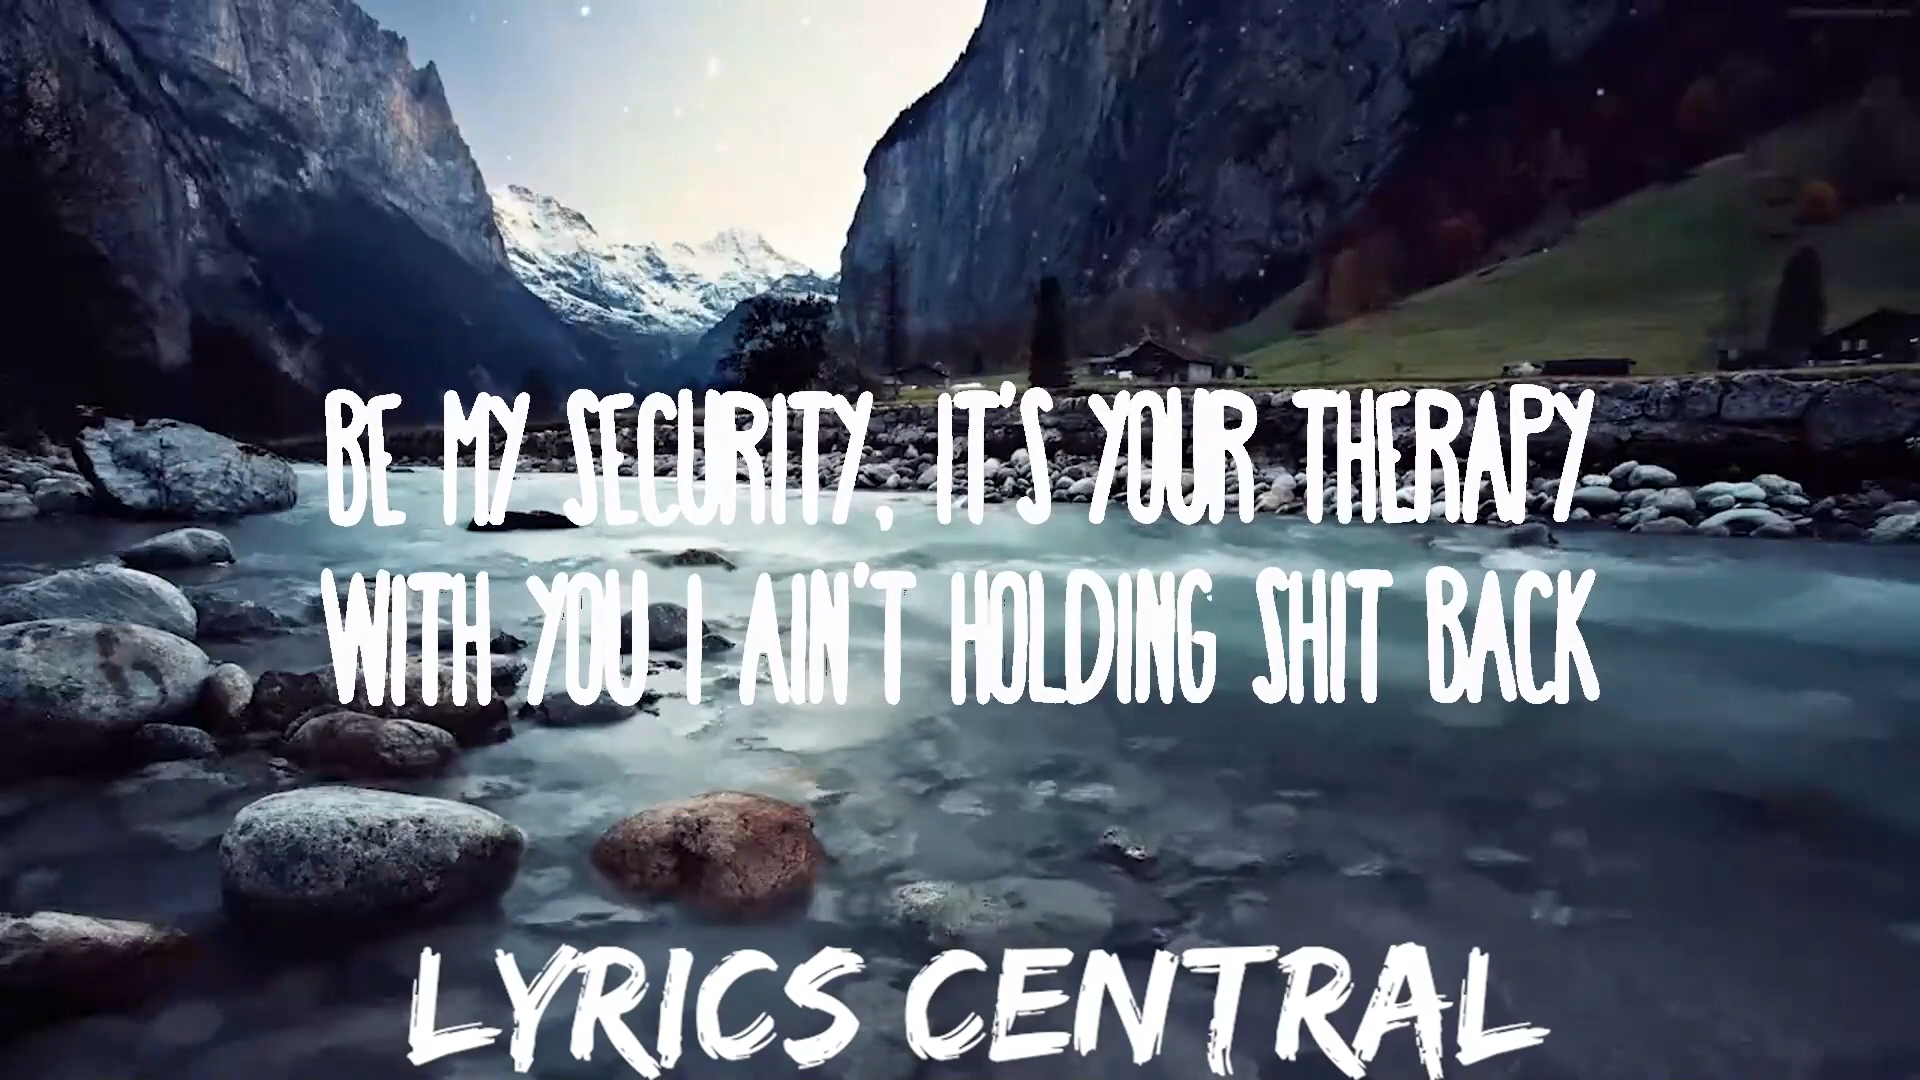 BE MY SECURITY, IT'S YOUR THERAPY
WITH YOU I AIN'T HOLDING SHIT BACK
LYRICS CENTRAL